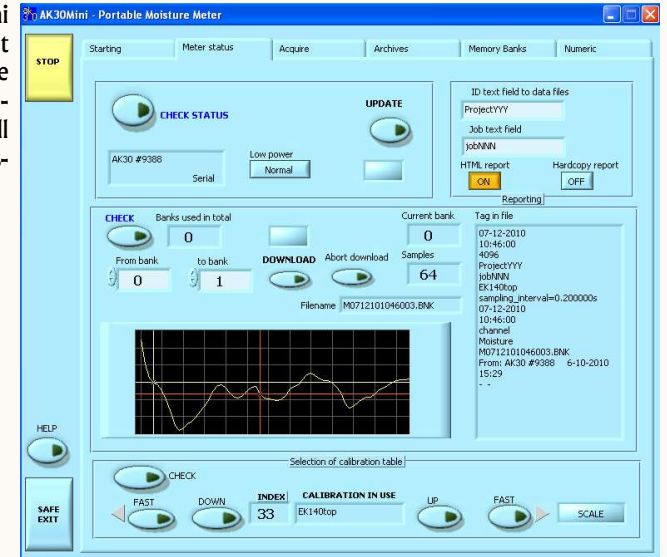 ni
t
e
-
ll
-
AK30Mini - Portable Moisture Meter
STOP
Starting
Meter status
Acquire
Archives
Memory Banks
Numeric
CHECK STATUS
UPDATE
AK30 #9388
Serial
Low power
Normal
ID text field to data files
ProjectYYY
Job text field
jobNNN
HTML report
Hardcopy report
ON
OFF
Reporting
CHECK
Banks used in total
0
Current bank
0
From bank
0
to bank
1
DOWNLOAD
Abort download
Samples
64
Filename
M0712101046003.BNK
Tag in file
07-12-2010
10:46:00
4096
ProjectYYY
jobNNN
EK140top
sampling_interval=0.200000s
07-12-2010
10:46:00
channel
Moisture
M0712101046003.BNK
From: AK30 #9388 6-10-2010
15:29
- -
HELP
SAFE
EXIT
Selection of calibration table
CHECK
FAST
DOWN
INDEX
33
CALIBRATION IN USE
EK140top
UP
FAST
SCALE